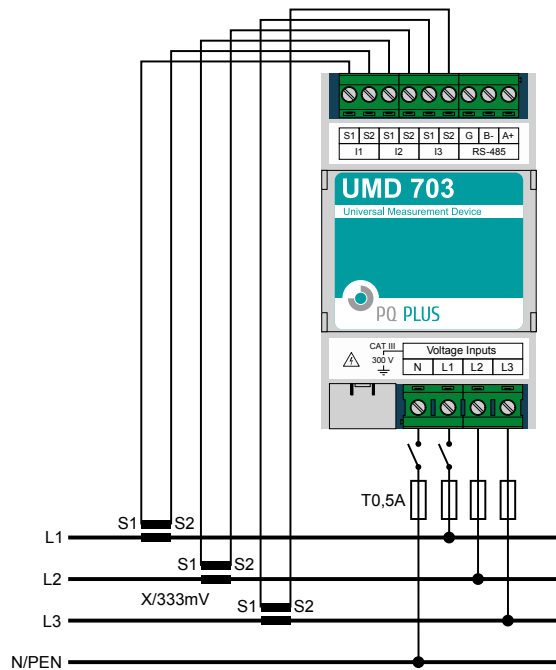 S1 S2 S1 S2 S1 S2 G B- A+
I1 I2 I3 RS-485
UMD 703
Universal Measurement Device
PQ PLUS
CAT III
300 V
Voltage Inputs
N L1 L2 L3
T0,5A
S1 S2
L1
S1 S2
L2
X/333mV
S1 S2
L3
N/PEN